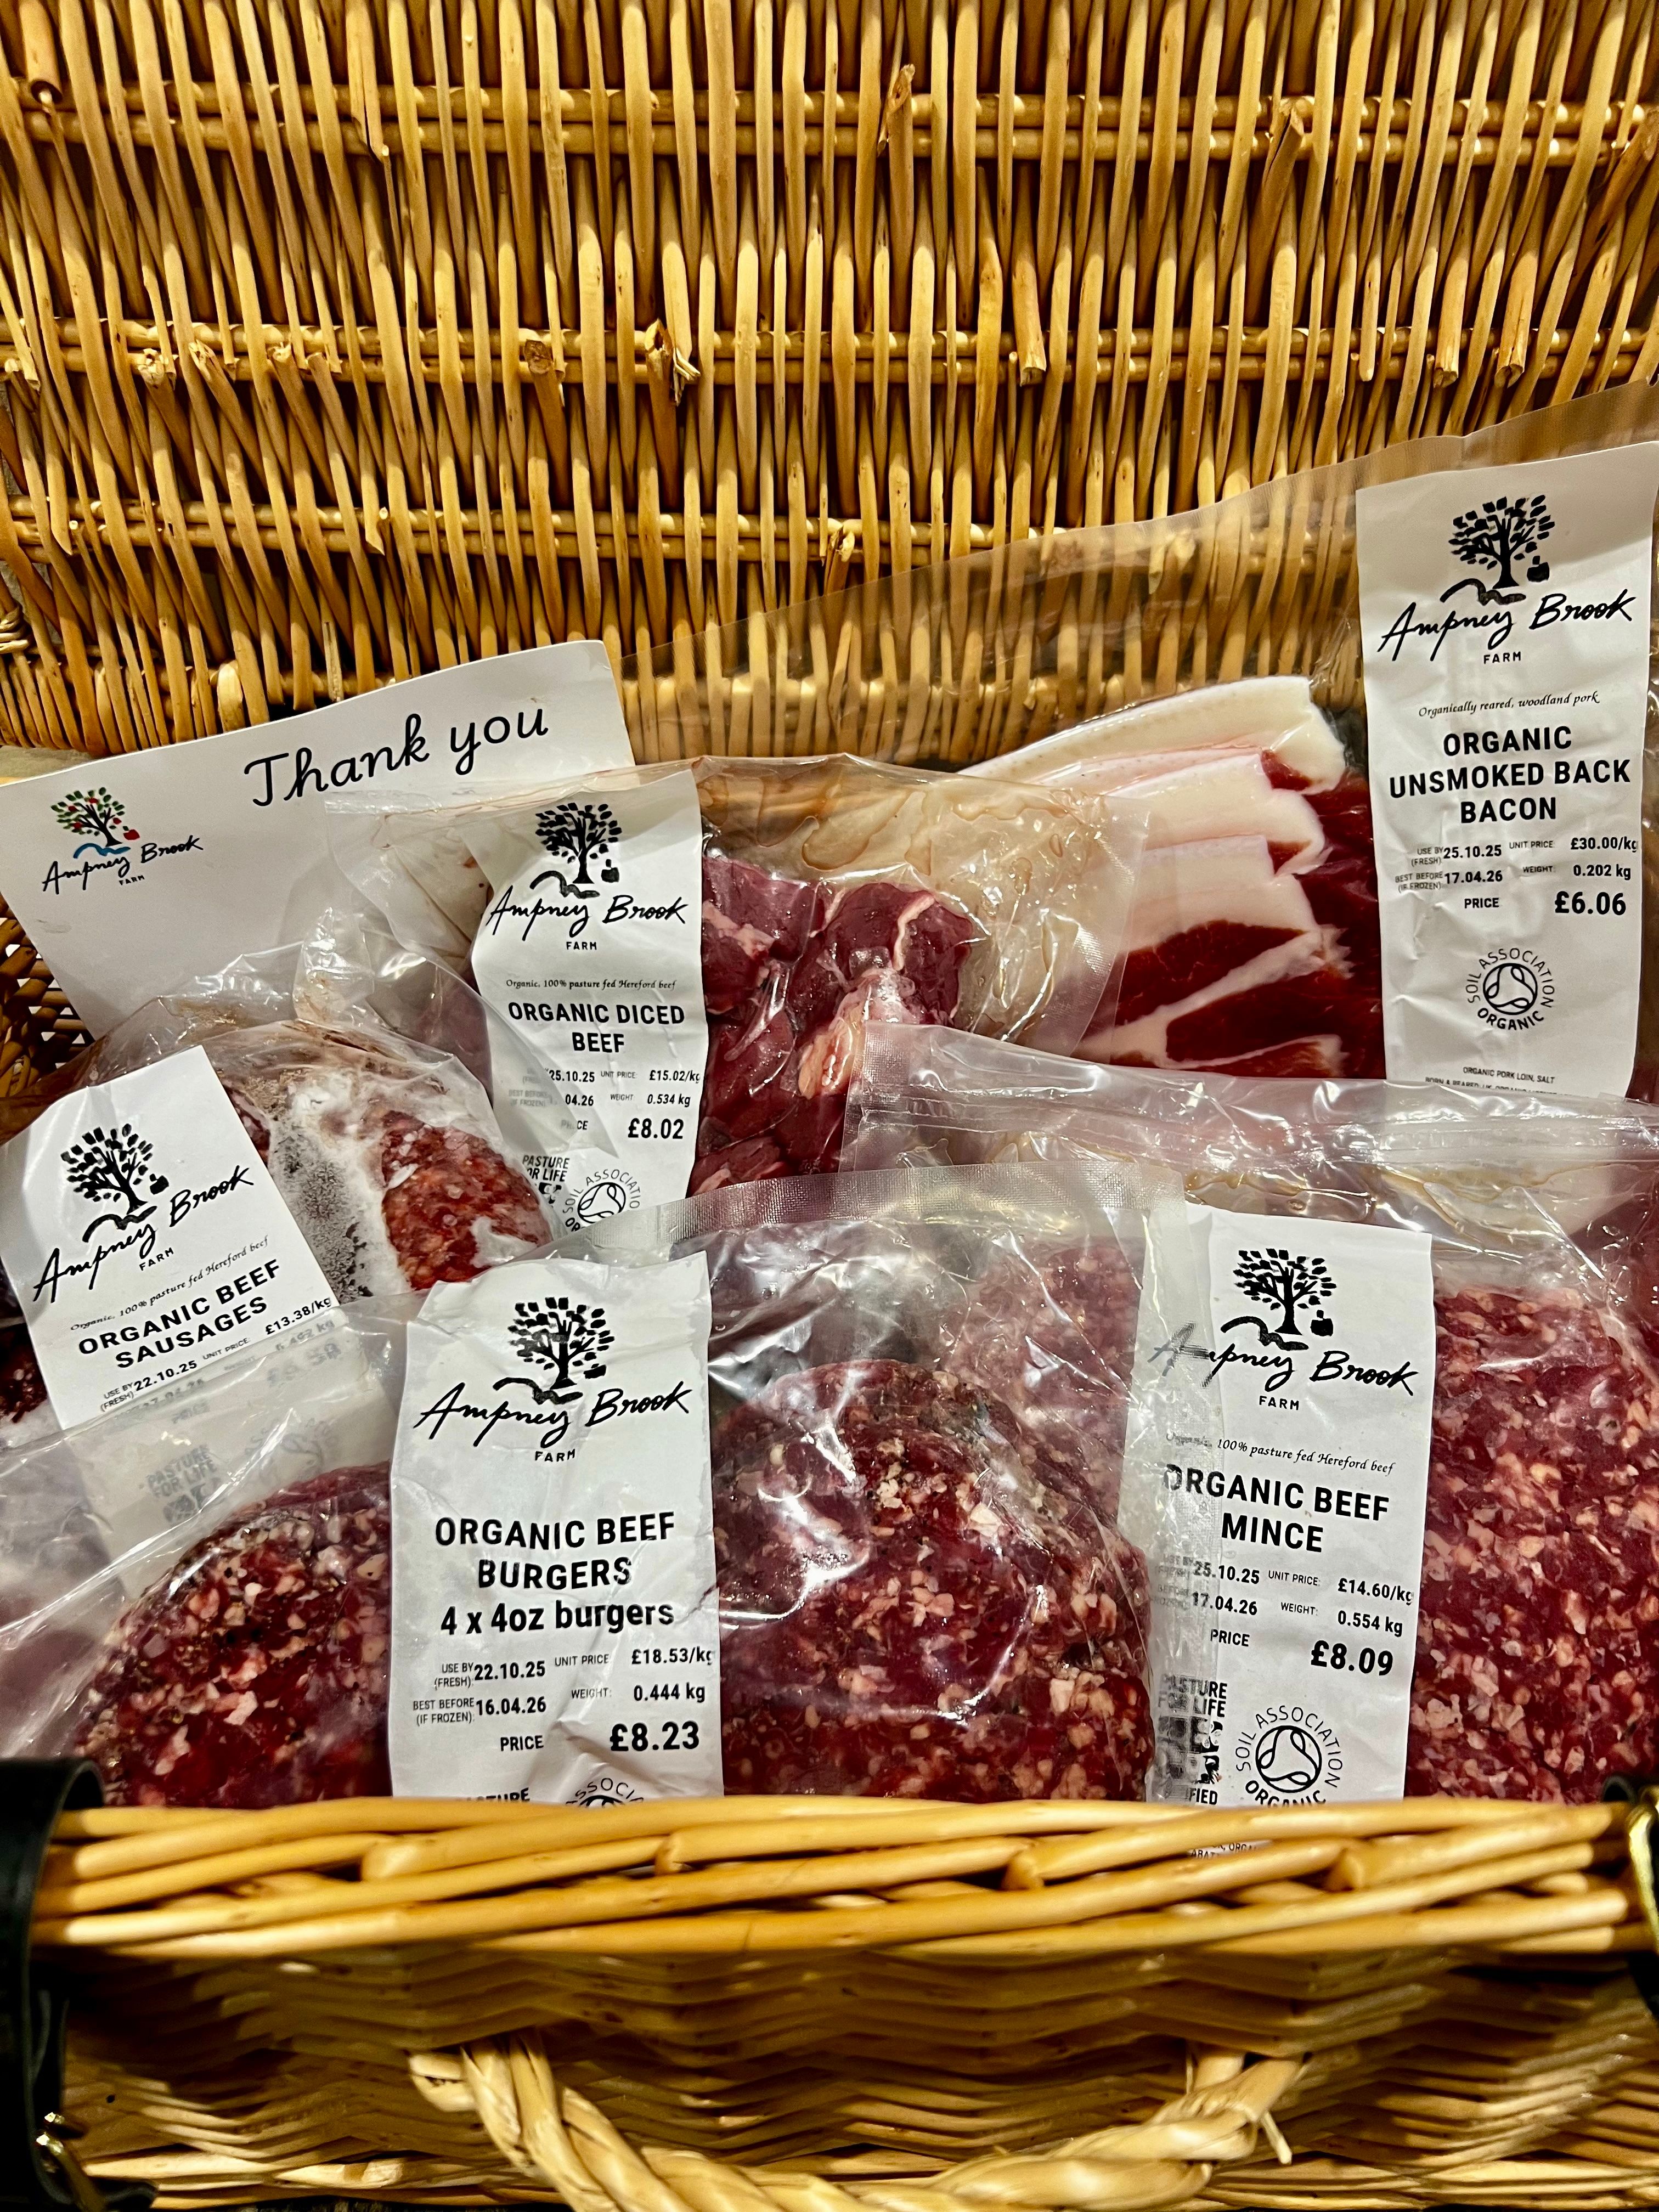 Thank you
Ampney Brook
FARM
Ampney Brook
FARM
Organically reared, woodland pork
ORGANIC
UNSMOKED BACK
BACON
USE BY
(FRESH) 25.10.25 UNIT PRICE: £30.00/kg
BEST BEFORE
(IF FROZEN) 17.04.26 WEIGHT: 0.202 kg
PRICE £6.06
SOIL ASSOCIATION
ORGANIC
ORGANIC PORK LOIN, SALT
Ampney Brook
FARM
Organic, 100% pasture fed Hereford beef
ORGANIC DICED
BEEF
25.10.25 UNIT PRICE: £15.02/kg
04.26 WEIGHT: 0.534 kg
£8.02
PASTURE
LIFE
SOIL ASSOCIATION
Ampney Brook
FARM
Organic, 100% pasture fed Hereford beef
ORGANIC BEEF
SAUSAGES
USE BY
(FRESH) 22.10.25 UNIT PRICE: £13.38/kg
PASTURE
FOR LIFE
Ampney Brook
FARM
ORGANIC BEEF
BURGERS
4 x 4oz burgers
USE BY
(FRESH): 22.10.25 UNIT PRICE: £18.53/kg
BEST BEFORE
(IF FROZEN): 16.04.26 WEIGHT: 0.444 kg
PRICE £8.23
Ampney Brook
FARM
100% pasture fed Hereford beef
ORGANIC BEEF
MINCE
25.10.25 UNIT PRICE: £14.60/kg
17.04.26 WEIGHT: 0.554 kg
PRICE £8.09
PASTURE
FOR LIFE
SOIL ASSOCIATION
ORGANIC